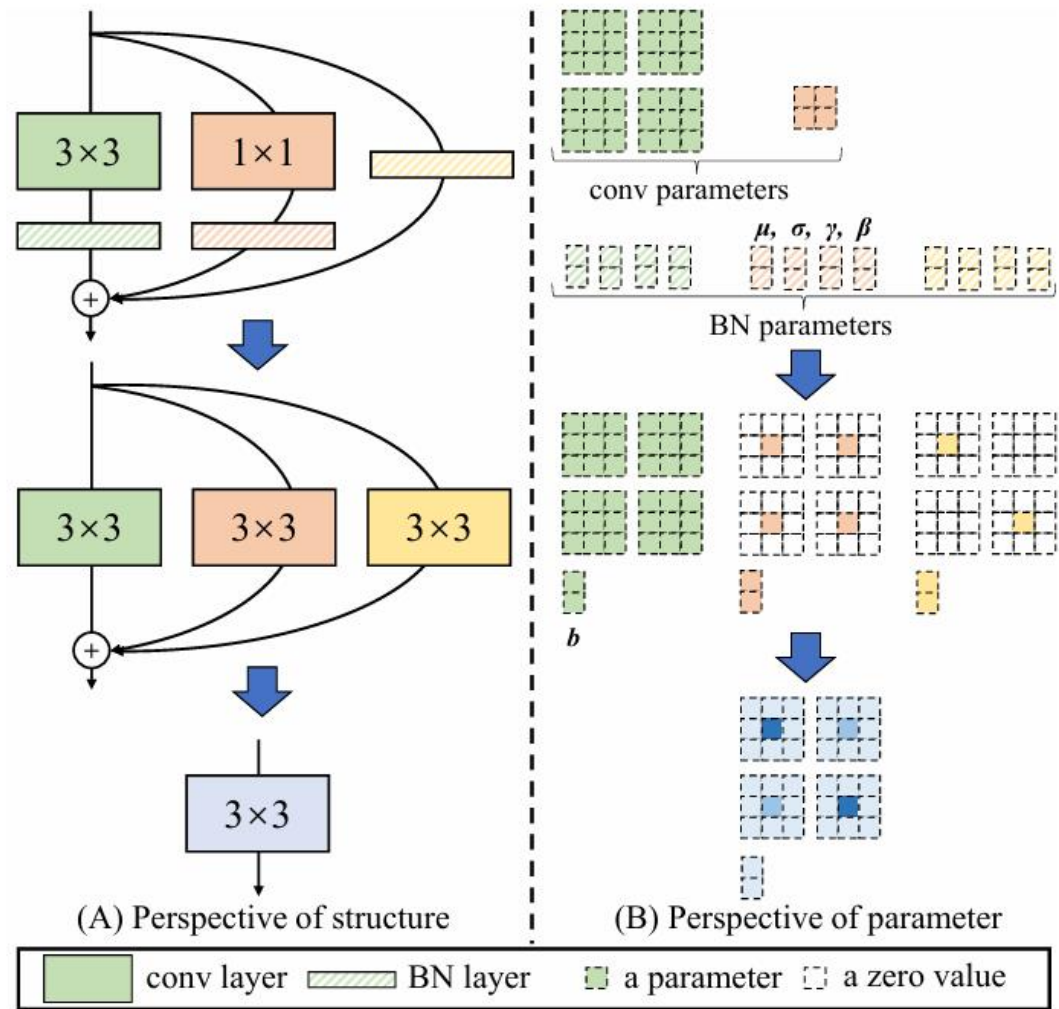 3×3
1×1
conv parameters
μ, σ, γ, β
BN parameters
3×3
3×3
3×3
b
3×3
(A) Perspective of structure
(B) Perspective of parameter
conv layer
BN layer
a parameter
a zero value